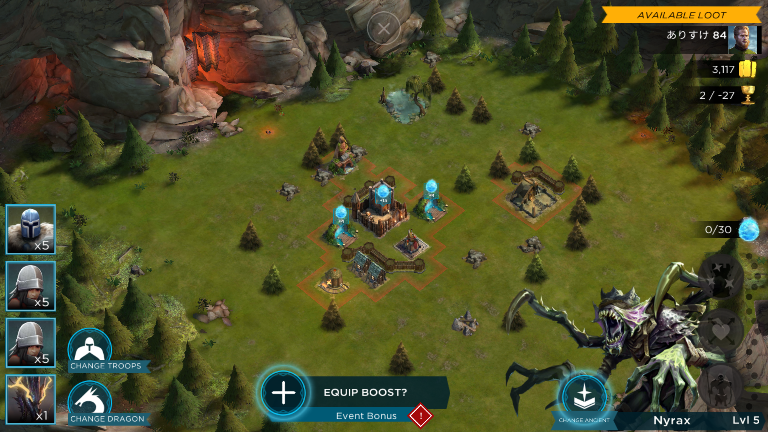 AVAILABLE LOOT
ありすけ 84
3,117
2 / -27
0/30
x5
x5
x5
x1
CHANGE TROOPS
CHANGE DRAGON
EQUIP BOOST?
Event Bonus !
CHANGE ANCIENT
Nyrax Lvl 5